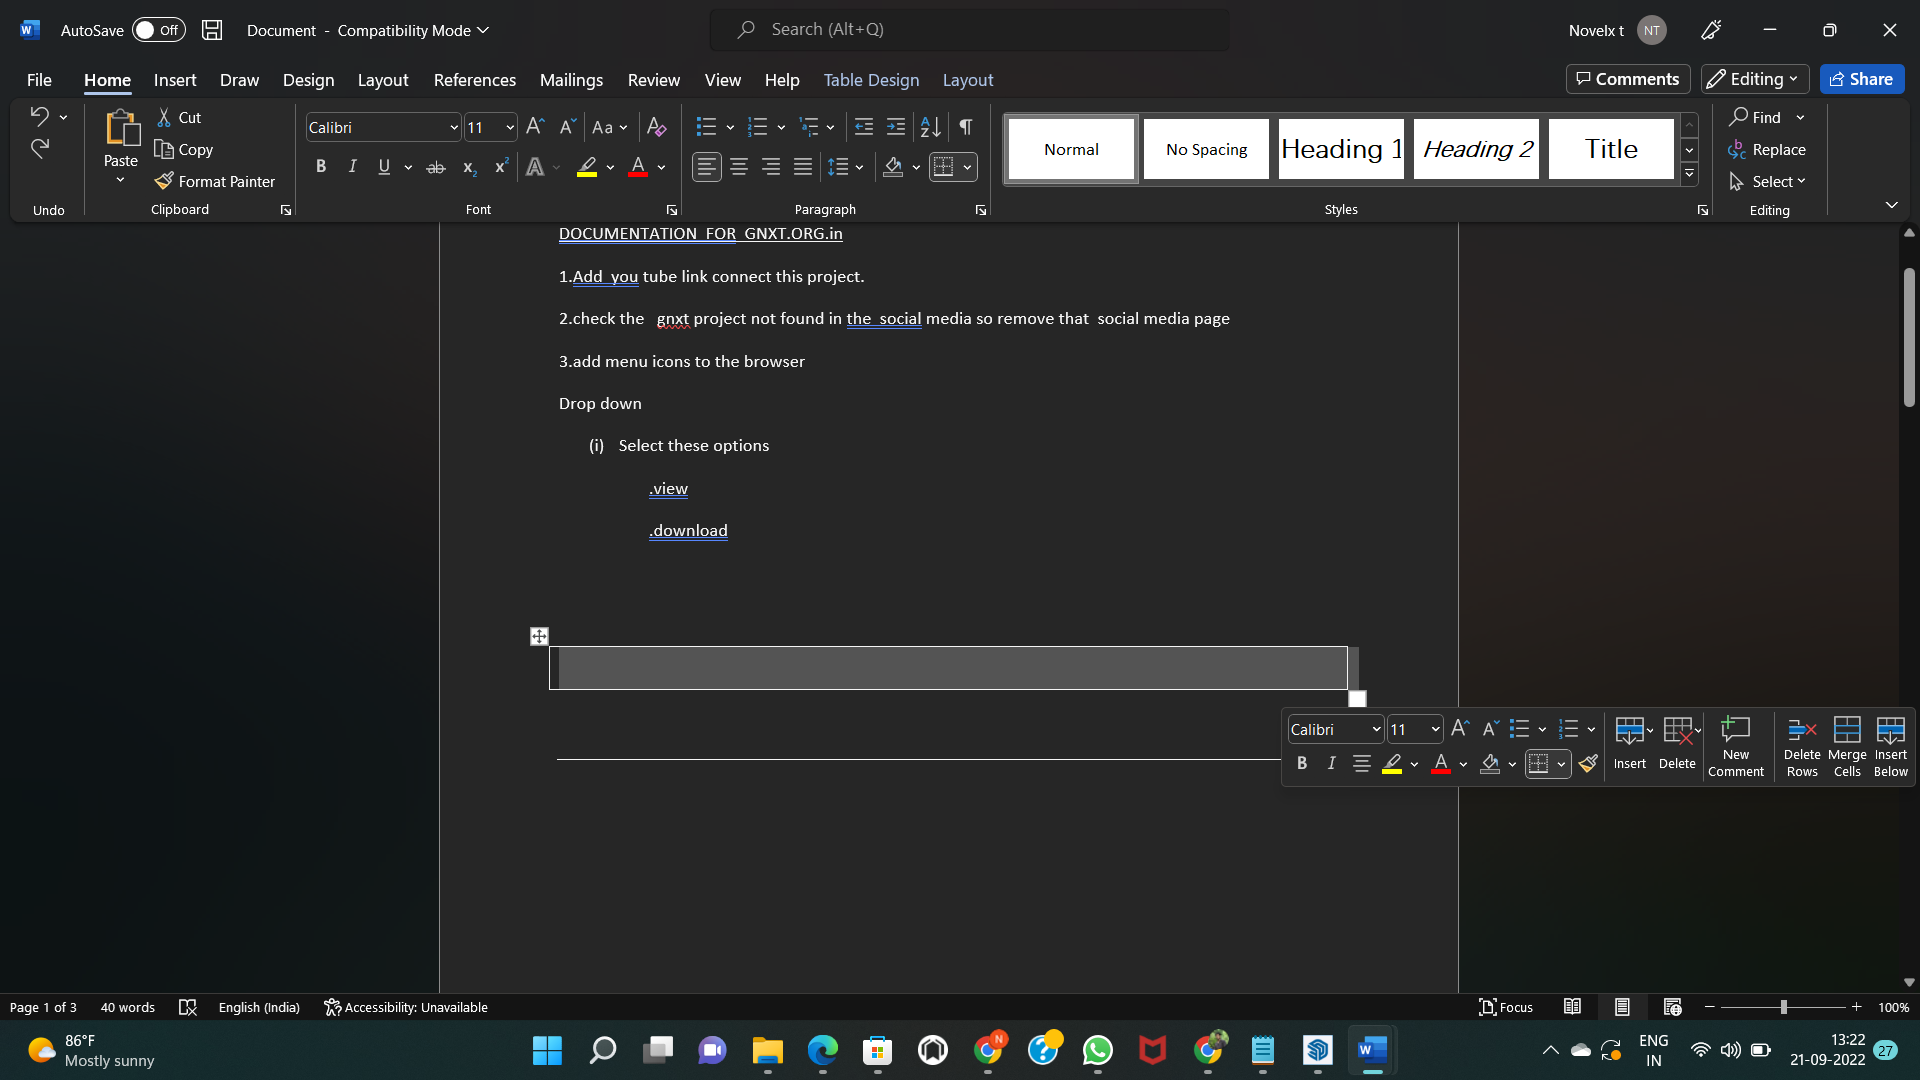 AutoSave Off Document - Compatibility Mode Search (Alt+Q) Novelx t NT
File Home Insert Draw Design Layout References Mailings Review View Help Table Design Layout Comments Editing Share
Paste Cut
Copy
Format Painter
Calibri 11 Aa
B I U ab x₂ x² A A
Normal No Spacing Heading 1 Heading 2 Title
Find
Replace
Select
Undo Clipboard Font Paragraph Styles Editing
DOCUMENTATION FOR GNXT.ORG.in
1.Add you tube link connect this project.
2.check the gnxt project not found in the social media so remove that social media page
3.add menu icons to the browser
Drop down
(i) Select these options
.view
.download
Calibri 11
B I A
Insert Delete New Comment Delete Rows Merge Cells Insert Below
Page 1 of 3 40 words English (India) Accessibility: Unavailable Focus 100%
86°F
Mostly sunny
ENG
IN
13:22
21-09-2022 27